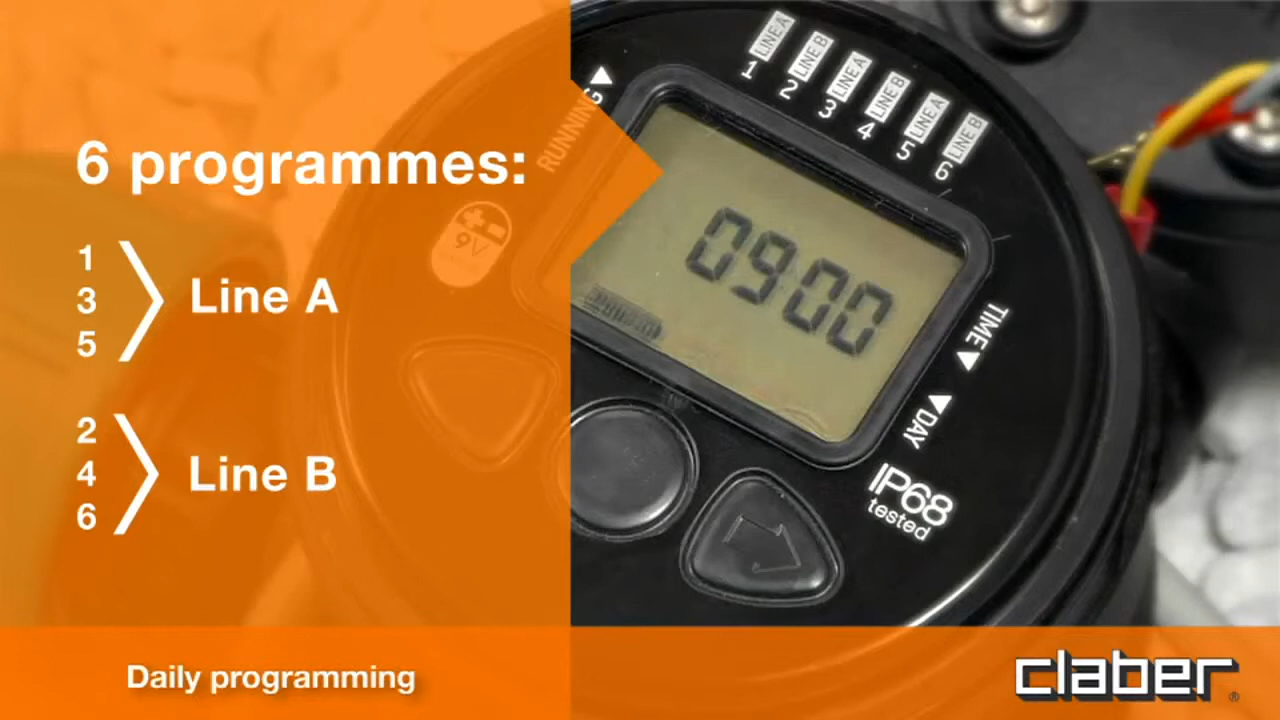 6 programmes:
1
3
5
Line A
2
4
6
Line B
Daily programming
RUNNING
9V
1 LINE A
2 LINE B
3 LINE A
4 LINE B
5 LINE A
6 LINE B
0900
TIME
DAY
IP68
tested
claber®